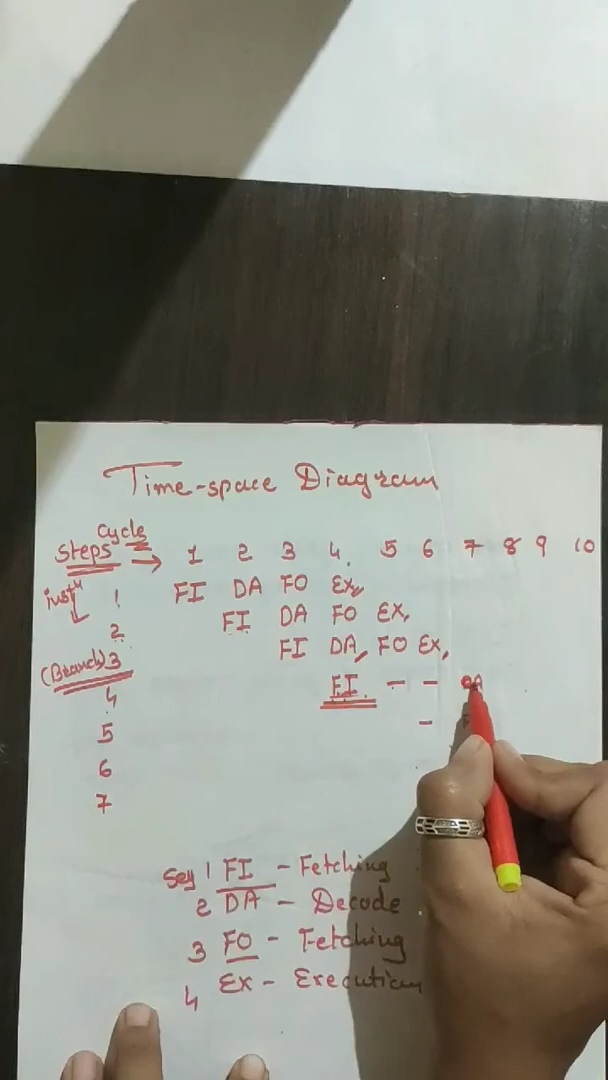 Time-space Diagram
Cycle
Steps → 1 2 3 4. 5 6 7 8 9 10
1 FI DA FO Ex,
2 FI DA FO Ex,
(Branch) 3 FI DA, FO Ex,
4 FI. - - DA
5 -
6
7
Seg 1 FI - Fetching
2 DA - Decode
3 FO - Fetching
4 Ex - Execution